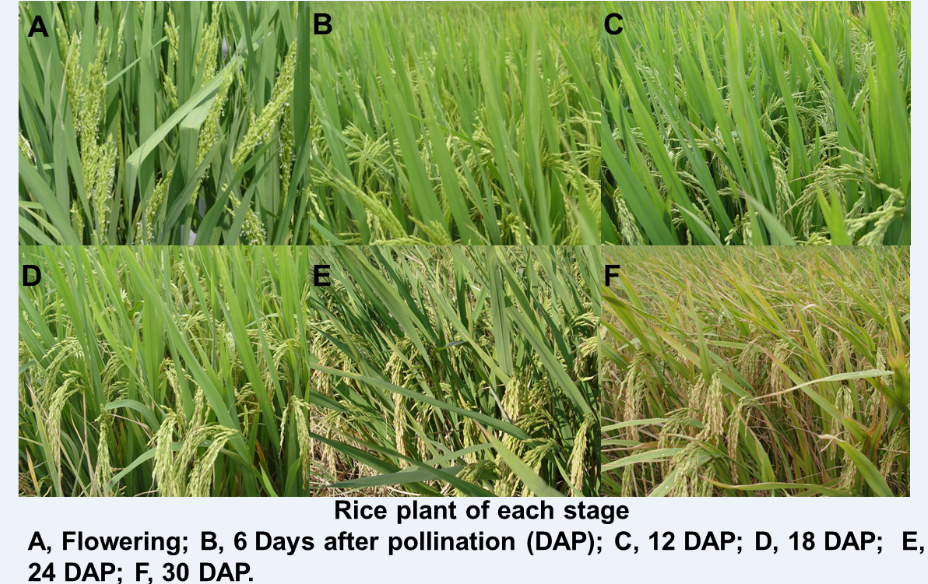 A
B
C
D
E
F
Rice plant of each stage
A, Flowering; B, 6 Days after pollination (DAP); C, 12 DAP; D, 18 DAP; E,
24 DAP; F, 30 DAP.